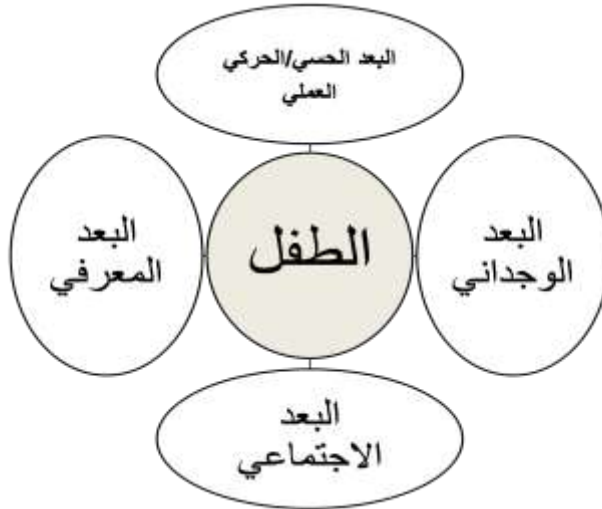 البعد الحسي/الحركي
العملي
البعد
الوجداني
الطفل
البعد
المعرفي
البعد
الاجتماعي